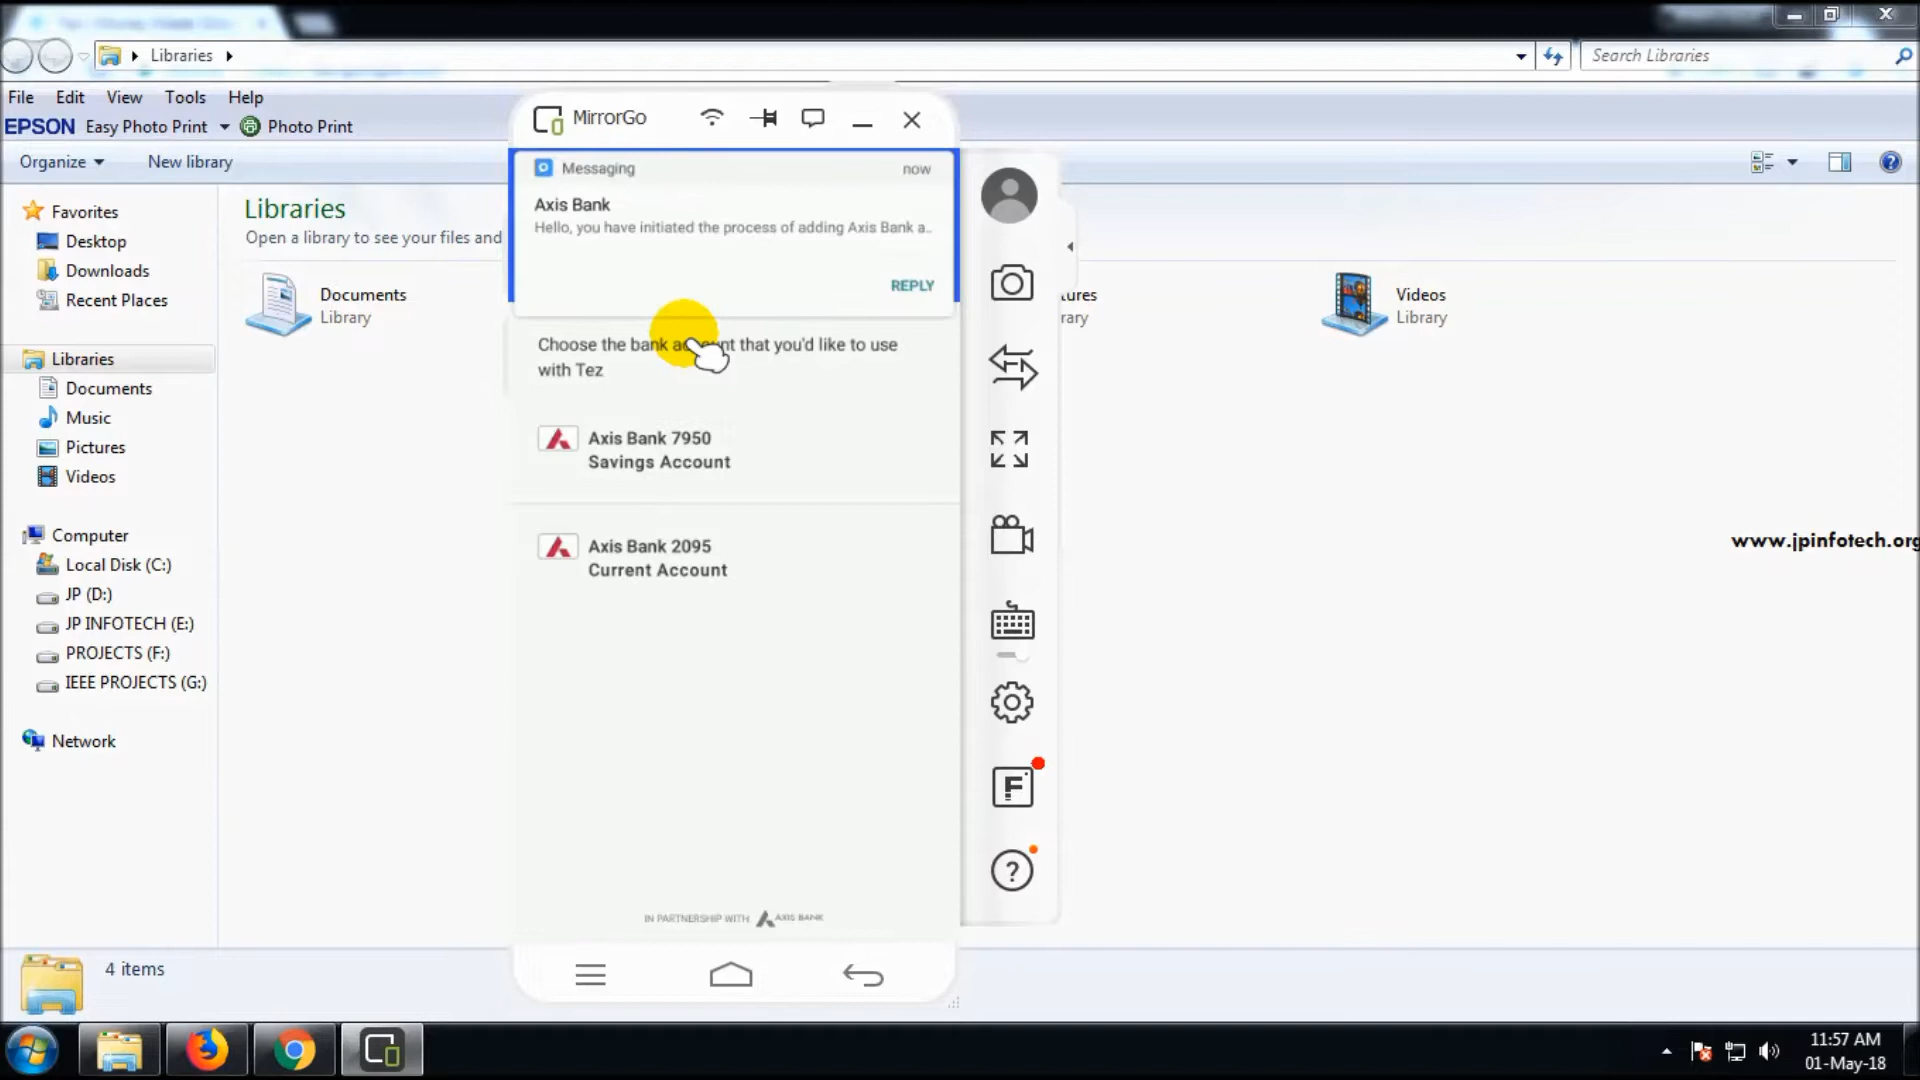 Libraries
Search Libraries
File Edit View Tools Help
EPSON Easy Photo Print Photo Print
Organize New library
Favorites
Desktop
Downloads
Recent Places
Libraries
Documents
Music
Pictures
Videos
Computer
Local Disk (C:)
JP (D:)
JP INFOTECH (E:)
PROJECTS (F:)
IEEE PROJECTS (G:)
Network
Libraries
Open a library to see your files and
Documents
Library
tures
rary
Videos
Library
MirrorGo
Messaging now
Axis Bank
Hello, you have initiated the process of adding Axis Bank a..
REPLY
Choose the bank account that you'd like to use
with Tez
Axis Bank 7950
Savings Account
Axis Bank 2095
Current Account
IN PARTNERSHIP WITH AXIS BANK
www.jpinfotech.org
4 items
11:57 AM
01-May-18